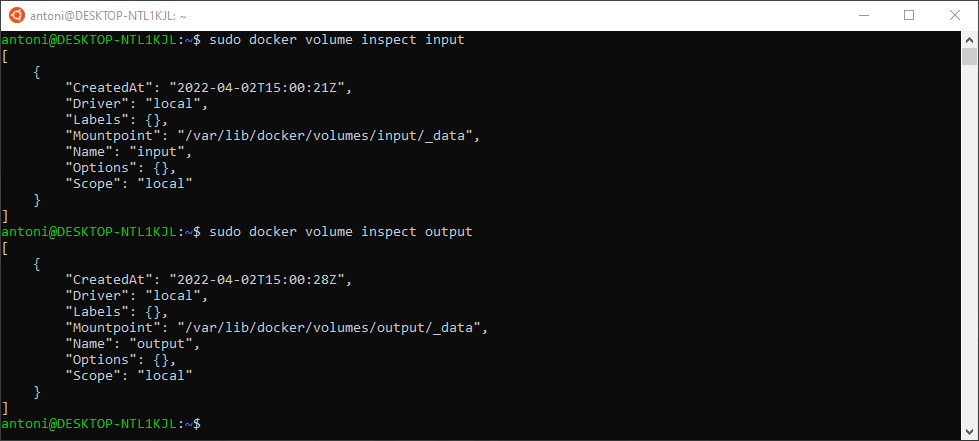 antoni@DESKTOP-NTL1KJL: ~
antoni@DESKTOP-NTL1KJL:~$ sudo docker volume inspect input
[
    {
        "CreatedAt": "2022-04-02T15:00:21Z",
        "Driver": "local",
        "Labels": {},
        "Mountpoint": "/var/lib/docker/volumes/input/_data",
        "Name": "input",
        "Options": {},
        "Scope": "local"
    }
]
antoni@DESKTOP-NTL1KJL:~$ sudo docker volume inspect output
[
    {
        "CreatedAt": "2022-04-02T15:00:28Z",
        "Driver": "local",
        "Labels": {},
        "Mountpoint": "/var/lib/docker/volumes/output/_data",
        "Name": "output",
        "Options": {},
        "Scope": "local"
    }
]
antoni@DESKTOP-NTL1KJL:~$